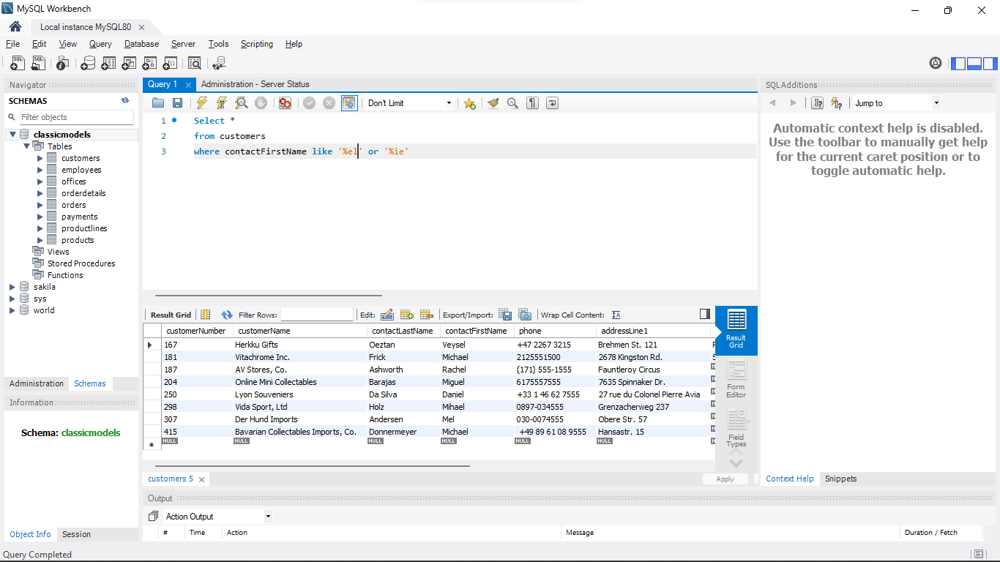 MySQL Workbench
Local instance MySQL80
File Edit View Query Database Server Tools Scripting Help
Navigator
SCHEMAS
Filter objects
classicmodels
Tables
customers
employees
offices
orderdetails
orders
payments
productlines
products
Views
Stored Procedures
Functions
sakila
sys
world
Administration Schemas
Information
Schema: classicmodels
Object Info Session
Query 1 Administration - Server Status
Don't Limit
1 Select *
2 from customers
3 where contactFirstName like '%el' or '%ie'
Result Grid Filter Rows: Edit: Export/Import: Wrap Cell Content:
customerNumber customerName contactLastName contactFirstName phone addressLine1
167 Herkku Gifts Oeztan Veysel +47 2267 3215 Brehmen St. 121
181 Vitachrome Inc. Frick Michael 2125551500 2678 Kingston Rd.
187 AV Stores, Co. Ashworth Rachel (171) 555-1555 Fauntleroy Circus
204 Online Mini Collectables Barajas Miguel 6175557555 7635 Spinnaker Dr.
250 Lyon Souveniers Da Silva Daniel +33 1 46 62 7555 27 rue du Colonel Pierre Avia
298 Vida Sport, Ltd Holz Mihael 0897-034555 Grenzacherweg 237
307 Der Hund Imports Andersen Mel 030-0074555 Obere Str. 57
415 Bavarian Collectables Imports, Co. Donnermeyer Michael +49 89 61 08 9555 Hansastr. 15
NULL NULL NULL NULL NULL NULL
Result
Grid
Form
Editor
Field
Types
customers 5
Apply
Output
Action Output
# Time Action Message Duration / Fetch
SQLAdditions
Jump to
Automatic context help is disabled.
Use the toolbar to manually get help
for the current caret position or to
toggle automatic help.
Context Help Snippets
Query Completed